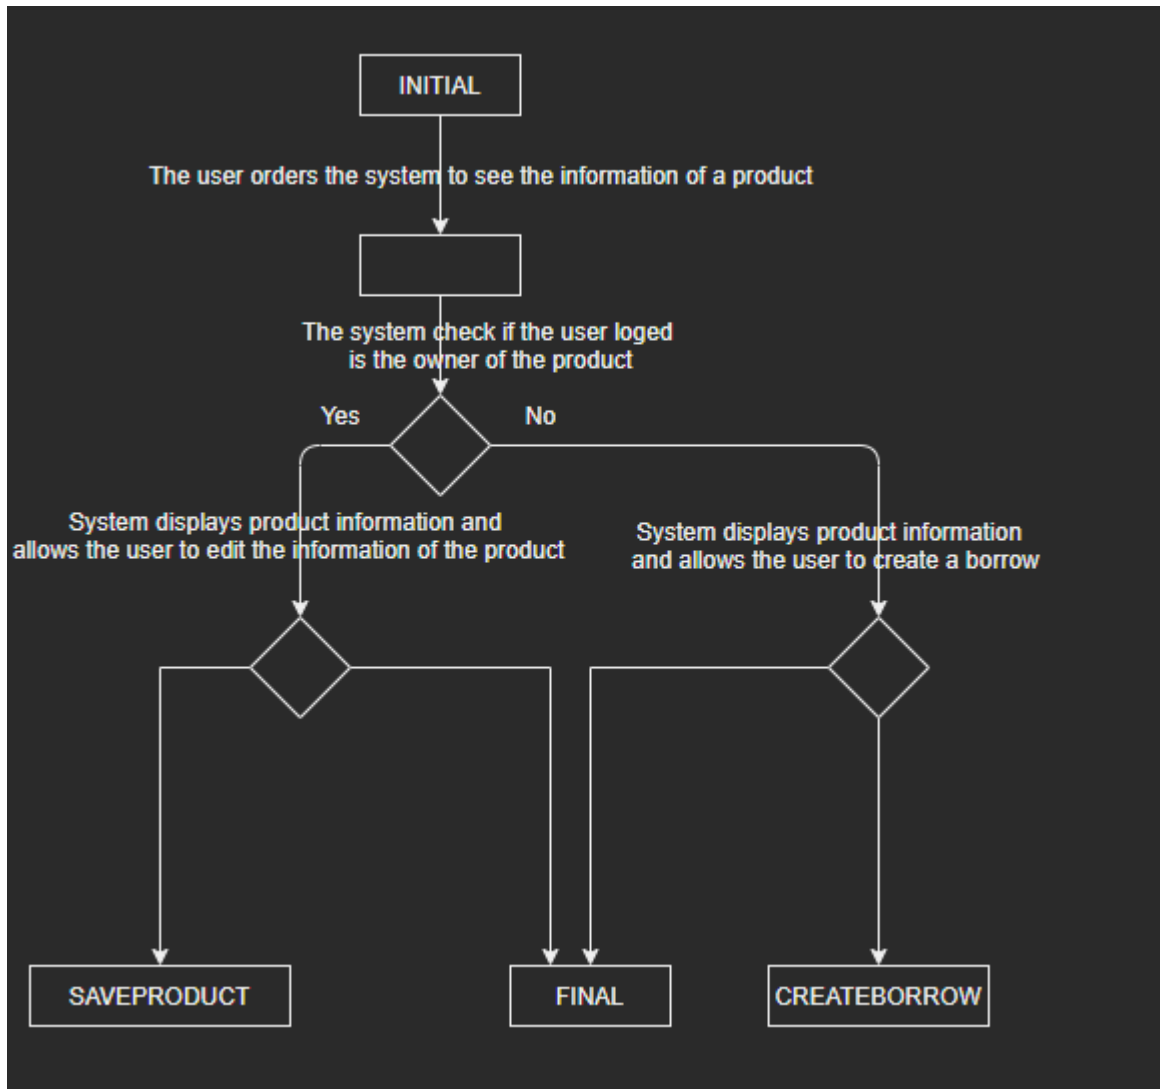 INITIAL
The user orders the system to see the information of a product
The system check if the user loged
is the owner of the product
Yes
No
System displays product information and
allows the user to edit the information of the product
System displays product information
and allows the user to create a borrow
SAVEPRODUCT
FINAL
CREATEBORROW